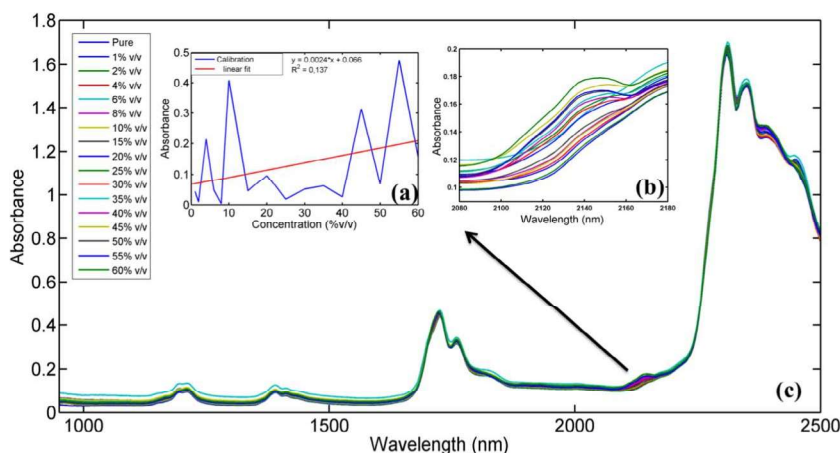 1.8
1.6
1.4
1.2
1
0.8
0.6
0.4
0.2
0
Absorbance
Pure
1% v/v
2% v/v
4% v/v
6% v/v
8% v/v
10% v/v
15% v/v
20% v/v
25% v/v
30% v/v
35% v/v
40% v/v
45% v/v
50% v/v
55% v/v
60% v/v
0.5
0.4
0.3
0.2
0.1
0
Absorbance
Calibration
linear fit
y = 0.0024*x + 0.066
R² = 0.137
(a)
0 10 20 30 40 50 60
Concentration (%v/v)
0.2
0.18
0.16
0.14
0.12
0.1
Absorbance
(b)
2080 2100 2120 2140 2160 2180
Wavelength (nm)
(c)
1000 1500 2000 2500
Wavelength (nm)